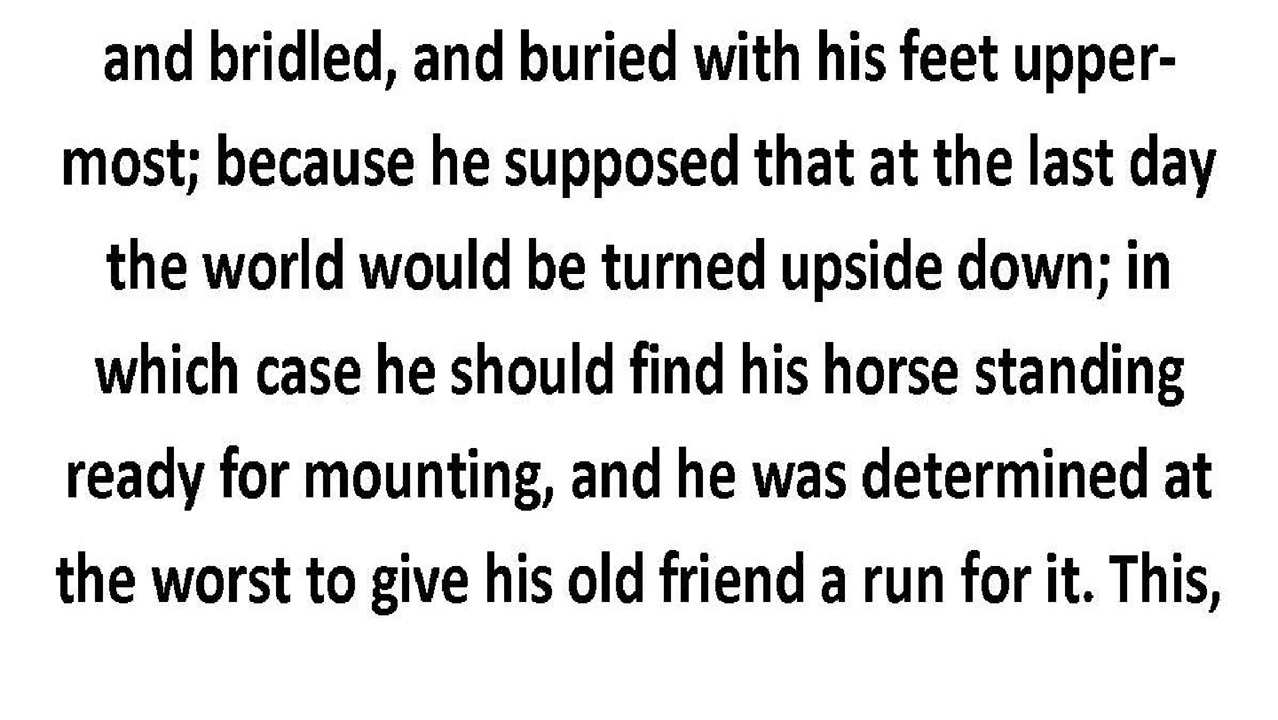 and bridled, and buried with his feet upper-
most; because he supposed that at the last day
the world would be turned upside down; in
which case he should find his horse standing
ready for mounting, and he was determined at
the worst to give his old friend a run for it. This,